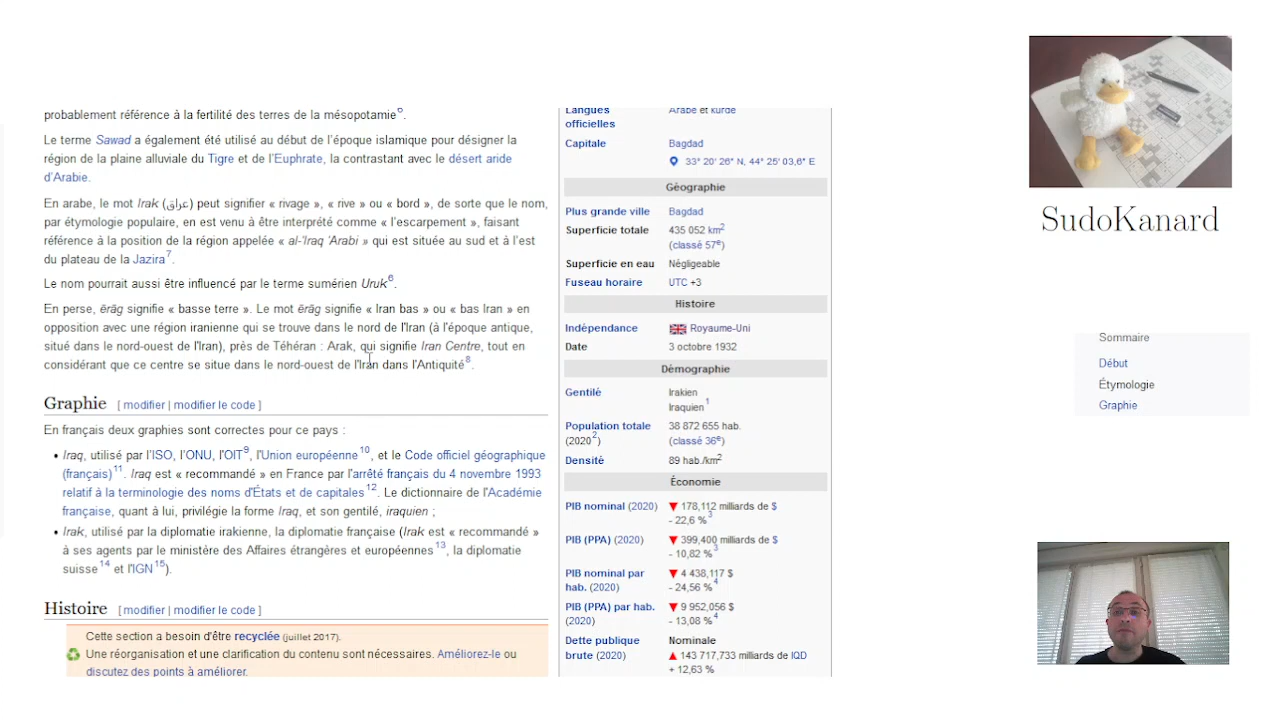 probablement référence à la fertilité des terres de la mésopotamie6.
Le terme Sawad a également été utilisé au début de l'époque islamique pour désigner la
région de la plaine alluviale du Tigre et de l'Euphrate, la contrastant avec le désert aride
d'Arabie.
En arabe, le mot Irak (عراق) peut signifier « rivage », « rive » ou « bord », de sorte que le nom,
par étymologie populaire, en est venu à être interprété comme « l'escarpement », faisant
référence à la position de la région appelée « al-'Iraq 'Arabi » qui est située au sud et à l'est
du plateau de la Jazira7.
Le nom pourrait aussi être influencé par le terme sumérien Uruk6.
En perse, ērāg signifie « basse terre ». Le mot ērāg signifie « Iran bas » ou « bas Iran » en
opposition avec une région iranienne qui se trouve dans le nord de l'Iran (à l'époque antique,
situé dans le nord-ouest de l'Iran), près de Téhéran : Arak, qui signifie Iran Centre, tout en
considérant que ce centre se situe dans le nord-ouest de l'Iran dans l'Antiquité8.
Graphie [ modifier | modifier le code ]
En français deux graphies sont correctes pour ce pays :
• Iraq, utilisé par l'ISO, l'ONU, l'OIT9, l'Union européenne10, et le Code officiel géographique
(français)11. Iraq est « recommandé » en France par l'arrêté français du 4 novembre 1993
relatif à la terminologie des noms d'États et de capitales12. Le dictionnaire de l'Académie
française, quant à lui, privilégie la forme Iraq, et son gentilé, iraquien ;
• Irak, utilisé par la diplomatie irakienne, la diplomatie française (Irak est « recommandé »
à ses agents par le ministère des Affaires étrangères et européennes13, la diplomatie
suisse14 et l'IGN15).
Histoire [ modifier | modifier le code ]
Cette section a besoin d'être recyclée (juillet 2017).
Une réorganisation et une clarification du contenu sont nécessaires. Améliorez-le ou
discutez des points à améliorer.
Langues officielles Arabe et kurde
Capitale Bagdad
33° 20' 26" N, 44° 25' 03,6" E
Géographie
Plus grande ville Bagdad
Superficie totale 435 052 km2
(classé 57e)
Superficie en eau Négligeable
Fuseau horaire UTC +3
Histoire
Indépendance Royaume-Uni
Date 3 octobre 1932
Démographie
Gentilé Irakien
Iraquien1
Population totale 38 872 655 hab.
(20202) (classé 36e)
Densité 89 hab./km2
Économie
PIB nominal (2020) ▼ 178,112 milliards de $
- 22,6 %3
PIB (PPA) (2020) ▼ 399,400 milliards de $
- 10,82 %3
PIB nominal par ▼ 4 438,117 $
hab. (2020) - 24,56 %4
PIB (PPA) par hab. ▼ 9 952,056 $
(2020) - 13,08 %4
Dette publique Nominale
brute (2020) ▲ 143 717,733 milliards de IQD
+ 12,63 %
SudoKanard
Sommaire
Début
Étymologie
Graphie